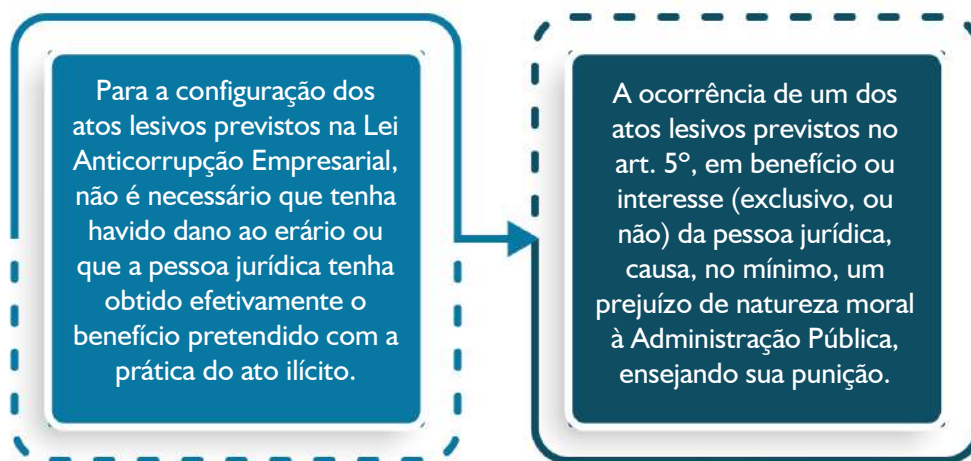 Para a configuração dos
atos lesivos previstos na Lei
Anticorrupção Empresarial,
não é necessário que tenha
havido dano ao erário ou
que a pessoa jurídica tenha
obtido efetivamente o
benefício pretendido com a
prática do ato ilícito.
A ocorrência de um dos
atos lesivos previstos no
art. 5º, em benefício ou
interesse (exclusivo, ou
não) da pessoa jurídica,
causa, no mínimo, um
prejuízo de natureza moral
à Administração Pública,
ensejando sua punição.